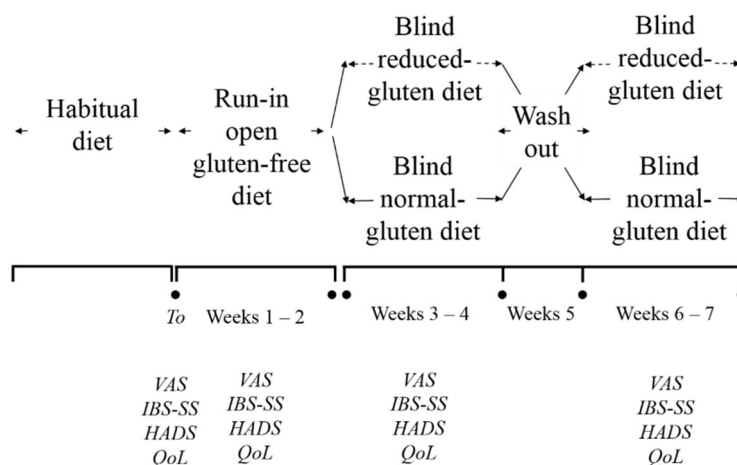 Habitual
diet
Run-in
open
gluten-free
diet
Blind
reduced-
gluten diet
Blind
normal-
gluten diet
Wash
out
Blind
reduced-
gluten diet
Blind
normal-
gluten diet
To
Weeks 1 – 2
Weeks 3 – 4
Weeks 5
Weeks 6 – 7
VAS
IBS-SS
HADS
QoL
VAS
IBS-SS
HADS
QoL
VAS
IBS-SS
HADS
QoL
VAS
IBS-SS
HADS
QoL